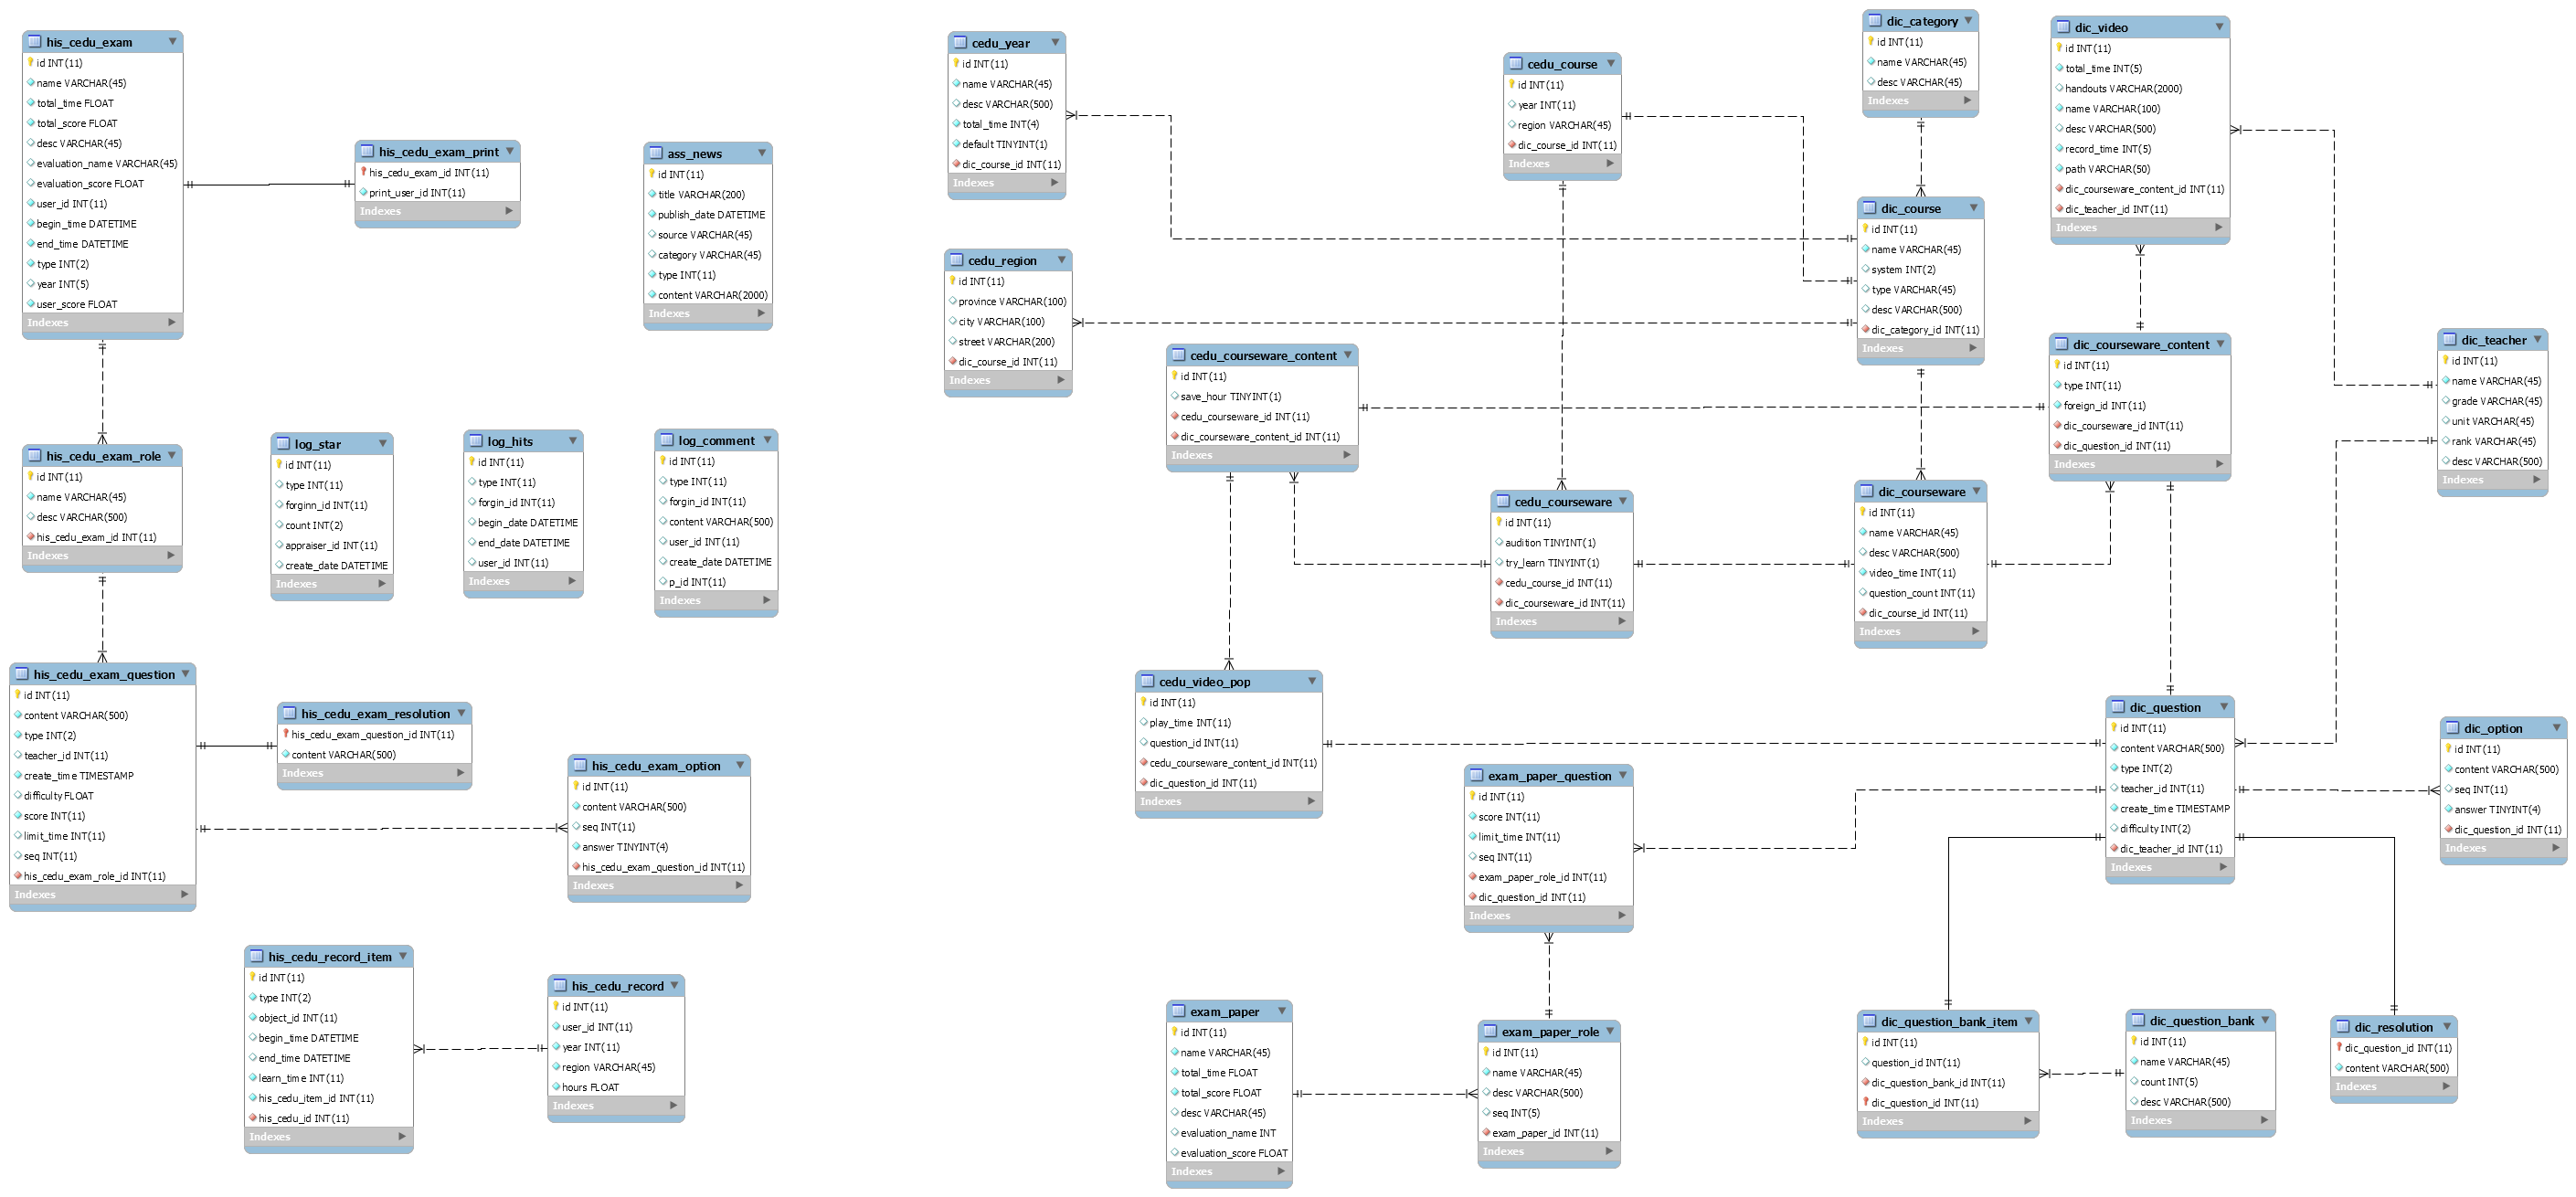 his_cedu_exam
id INT(11)
name VARCHAR(45)
total_time FLOAT
total_score FLOAT
desc VARCHAR(45)
evaluation_name VARCHAR(45)
evaluation_score FLOAT
user_id INT(11)
begin_time DATETIME
end_time DATETIME
type INT(2)
year INT(5)
user_score FLOAT
Indexes
his_cedu_exam_print
his_cedu_exam_id INT(11)
print_user_id INT(11)
Indexes
ass_news
id INT(11)
title VARCHAR(200)
publish_date DATETIME
source VARCHAR(45)
category VARCHAR(45)
type INT(11)
content VARCHAR(2000)
Indexes
his_cedu_exam_role
id INT(11)
name VARCHAR(45)
desc VARCHAR(500)
his_cedu_exam_id INT(11)
Indexes
log_star
id INT(11)
type INT(11)
forginn_id INT(11)
count INT(2)
appraiser_id INT(11)
create_date DATETIME
Indexes
log_hits
id INT(11)
type INT(11)
forgin_id INT(11)
begin_date DATETIME
end_date DATETIME
user_id INT(11)
Indexes
log_comment
id INT(11)
type INT(11)
forgin_id INT(11)
content VARCHAR(500)
user_id INT(11)
create_date DATETIME
p_id INT(11)
Indexes
his_cedu_exam_question
id INT(11)
content VARCHAR(500)
type INT(2)
teacher_id INT(11)
create_time TIMESTAMP
difficulty FLOAT
score INT(11)
limit_time INT(11)
seq INT(11)
his_cedu_exam_role_id INT(11)
Indexes
his_cedu_exam_resolution
his_cedu_exam_question_id INT(11)
content VARCHAR(500)
Indexes
his_cedu_exam_option
id INT(11)
content VARCHAR(500)
seq INT(11)
answer TINYINT(4)
his_cedu_exam_question_id INT(11)
Indexes
his_cedu_record_item
id INT(11)
type INT(2)
object_id INT(11)
begin_time DATETIME
end_time DATETIME
learn_time INT(11)
his_cedu_item_id INT(11)
his_cedu_id INT(11)
Indexes
his_cedu_record
id INT(11)
user_id INT(11)
year INT(11)
region VARCHAR(45)
hours FLOAT
Indexes
cedu_year
id INT(11)
name VARCHAR(45)
desc VARCHAR(500)
total_time INT(4)
default TINYINT(1)
dic_course_id INT(11)
Indexes
cedu_region
id INT(11)
province VARCHAR(100)
city VARCHAR(100)
street VARCHAR(200)
dic_course_id INT(11)
Indexes
cedu_course
id INT(11)
year INT(11)
region VARCHAR(45)
dic_course_id INT(11)
Indexes
dic_category
id INT(11)
name VARCHAR(45)
desc VARCHAR(45)
Indexes
dic_video
id INT(11)
total_time INT(5)
handouts VARCHAR(2000)
name VARCHAR(100)
desc VARCHAR(500)
record_time INT(5)
path VARCHAR(50)
dic_courseware_content_id INT(11)
dic_teacher_id INT(11)
Indexes
dic_course
id INT(11)
name VARCHAR(45)
system INT(2)
type VARCHAR(45)
desc VARCHAR(500)
dic_category_id INT(11)
Indexes
cedu_courseware_content
id INT(11)
save_hour TINYINT(1)
cedu_courseware_id INT(11)
dic_courseware_content_id INT(11)
Indexes
dic_courseware_content
id INT(11)
type INT(11)
foreign_id INT(11)
dic_courseware_id INT(11)
dic_question_id INT(11)
Indexes
dic_teacher
id INT(11)
name VARCHAR(45)
grade VARCHAR(45)
unit VARCHAR(45)
rank VARCHAR(45)
desc VARCHAR(500)
Indexes
cedu_courseware
id INT(11)
audition TINYINT(1)
try_learn TINYINT(1)
cedu_course_id INT(11)
dic_courseware_id INT(11)
Indexes
dic_courseware
id INT(11)
name VARCHAR(45)
desc VARCHAR(500)
video_time INT(11)
question_count INT(11)
dic_course_id INT(11)
Indexes
cedu_video_pop
id INT(11)
play_time INT(11)
question_id INT(11)
cedu_courseware_content_id INT(11)
dic_question_id INT(11)
Indexes
dic_question
id INT(11)
content VARCHAR(500)
type INT(2)
teacher_id INT(11)
create_time TIMESTAMP
difficulty INT(2)
dic_teacher_id INT(11)
Indexes
dic_option
id INT(11)
content VARCHAR(500)
seq INT(11)
answer TINYINT(4)
dic_question_id INT(11)
Indexes
exam_paper_question
id INT(11)
score INT(11)
limit_time INT(11)
seq INT(11)
exam_paper_role_id INT(11)
dic_question_id INT(11)
Indexes
exam_paper
id INT(11)
name VARCHAR(45)
total_time FLOAT
total_score FLOAT
desc VARCHAR(45)
evaluation_name INT
evaluation_score FLOAT
Indexes
exam_paper_role
id INT(11)
name VARCHAR(45)
desc VARCHAR(500)
seq INT(5)
exam_paper_id INT(11)
Indexes
dic_question_bank_item
id INT(11)
question_id INT(11)
dic_question_bank_id INT(11)
dic_question_id INT(11)
Indexes
dic_question_bank
id INT(11)
name VARCHAR(45)
count INT(5)
desc VARCHAR(500)
Indexes
dic_resolution
dic_question_id INT(11)
content VARCHAR(500)
Indexes